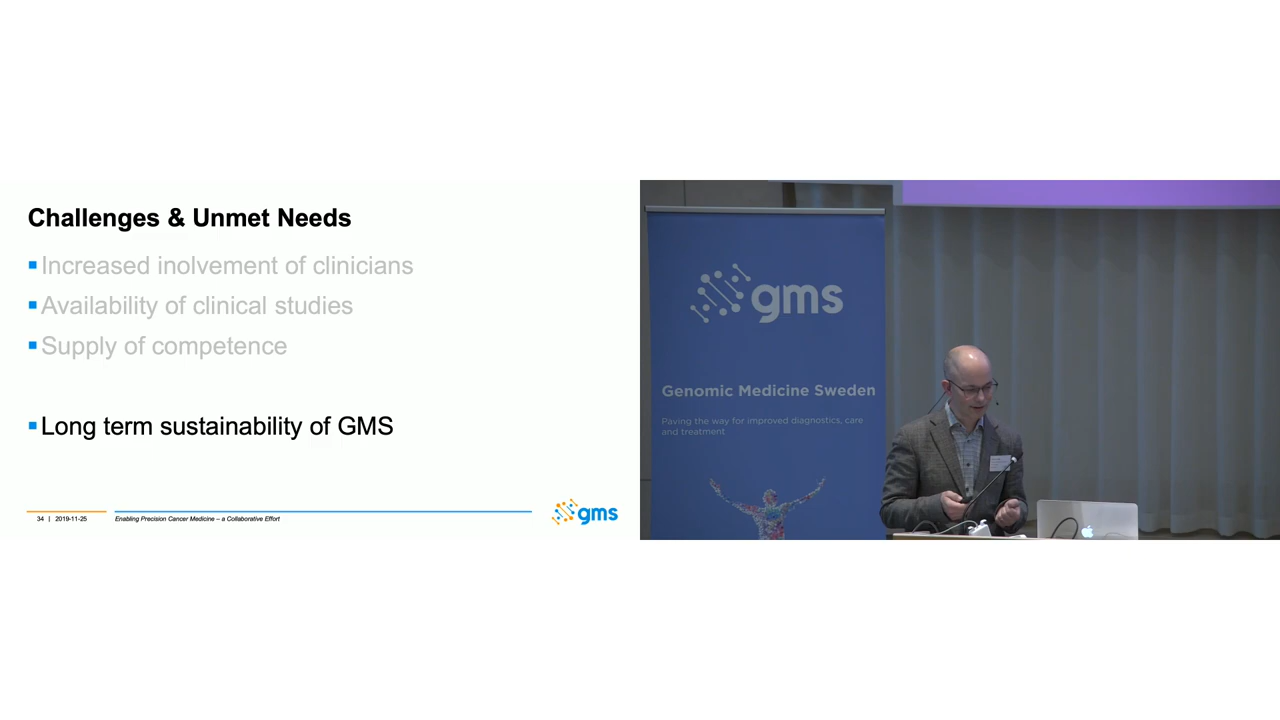 Challenges & Unmet Needs
Increased inolvement of clinicians
Availability of clinical studies
Supply of competence
Long term sustainability of GMS
34 | 2019-11-25
Enabling Precision Cancer Medicine – a Collaborative Effort
gms
gms
Genomic Medicine Sweden
Paving the way for improved diagnostics, care
and treatment